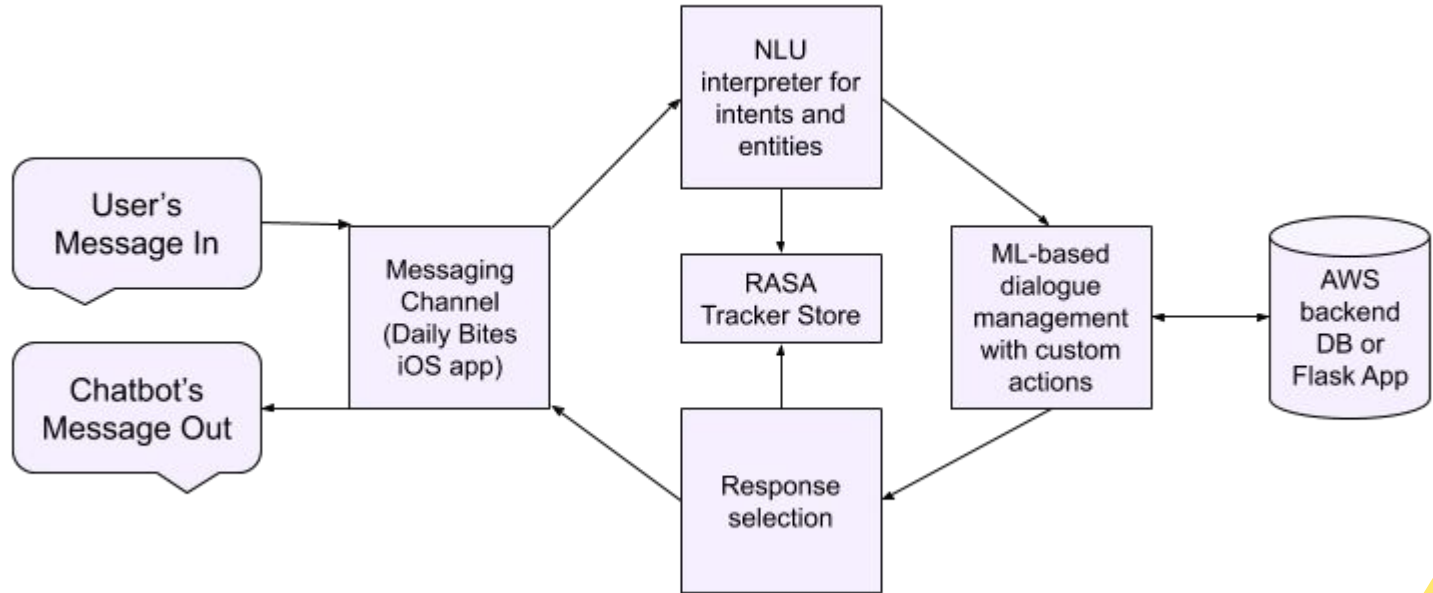 User's
Message In
Chatbot's
Message Out
Messaging
Channel
(Daily Bites
iOS app)
NLU
interpreter for
intents and
entities
RASA
Tracker Store
Response
selection
ML-based
dialogue
management
with custom
actions
AWS
backend
DB or
Flask App